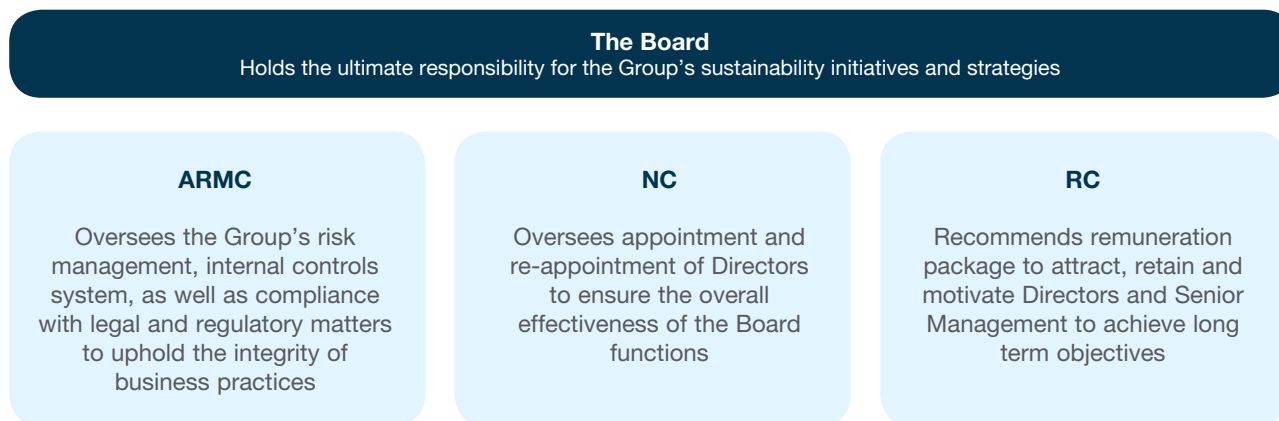 The Board
Holds the ultimate responsibility for the Group’s sustainability initiatives and strategies
ARMC
Oversees the Group’s risk
management, internal controls
system, as well as compliance
with legal and regulatory matters
to uphold the integrity of
business practices
NC
Oversees appointment and
re-appointment of Directors
to ensure the overall
effectiveness of the Board
functions
RC
Recommends remuneration
package to attract, retain and
motivate Directors and Senior
Management to achieve long
term objectives